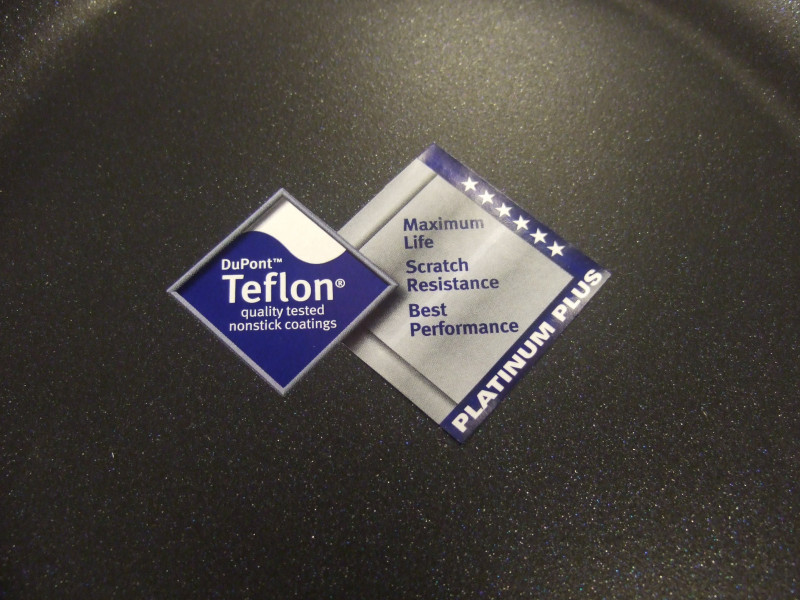 DuPont™
Teflon®
quality tested
nonstick coatings
Maximum
Life
Scratch
Resistance
Best
Performance
PLATINUM PLUS